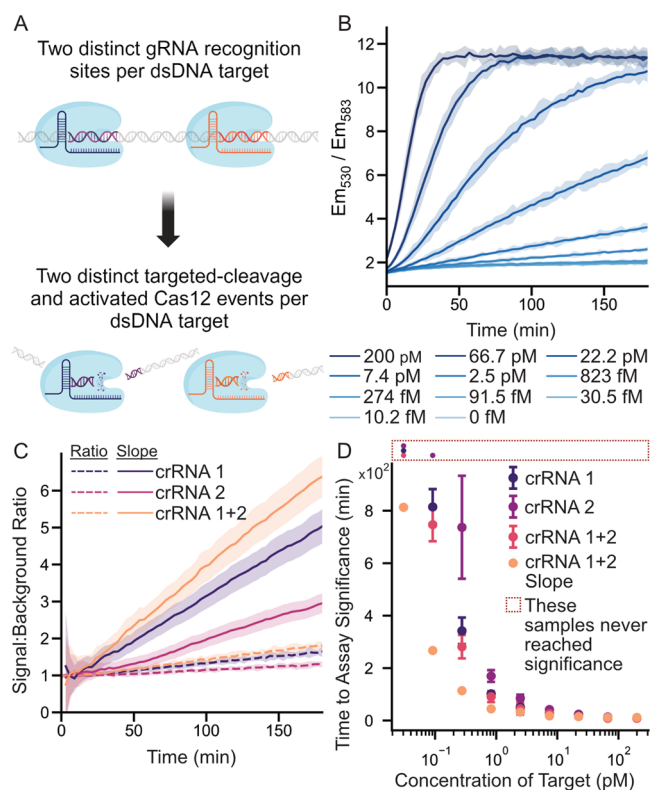 A
Two distinct gRNA recognition
sites per dsDNA target
Two distinct targeted-cleavage
and activated Cas12 events per
dsDNA target
B
Em530 / Em583
12
10
8
6
4
2
0
50
100
150
Time (min)
200 pM
66.7 pM
22.2 pM
7.4 pM
2.5 pM
823 fM
274 fM
91.5 fM
30.5 fM
10.2 fM
0 fM
C
Ratio Slope
crRNA 1
crRNA 2
crRNA 1+2
Signal:Background Ratio
6
5
4
3
2
1
0
0
50
100
150
Time (min)
D
Time to Assay Significance (min)
x10²
8
6
4
2
0
crRNA 1
crRNA 2
crRNA 1+2
crRNA 1+2
Slope
These
samples never
reached
significance
10⁻¹
10⁰
10¹
10²
Concentration of Target (pM)